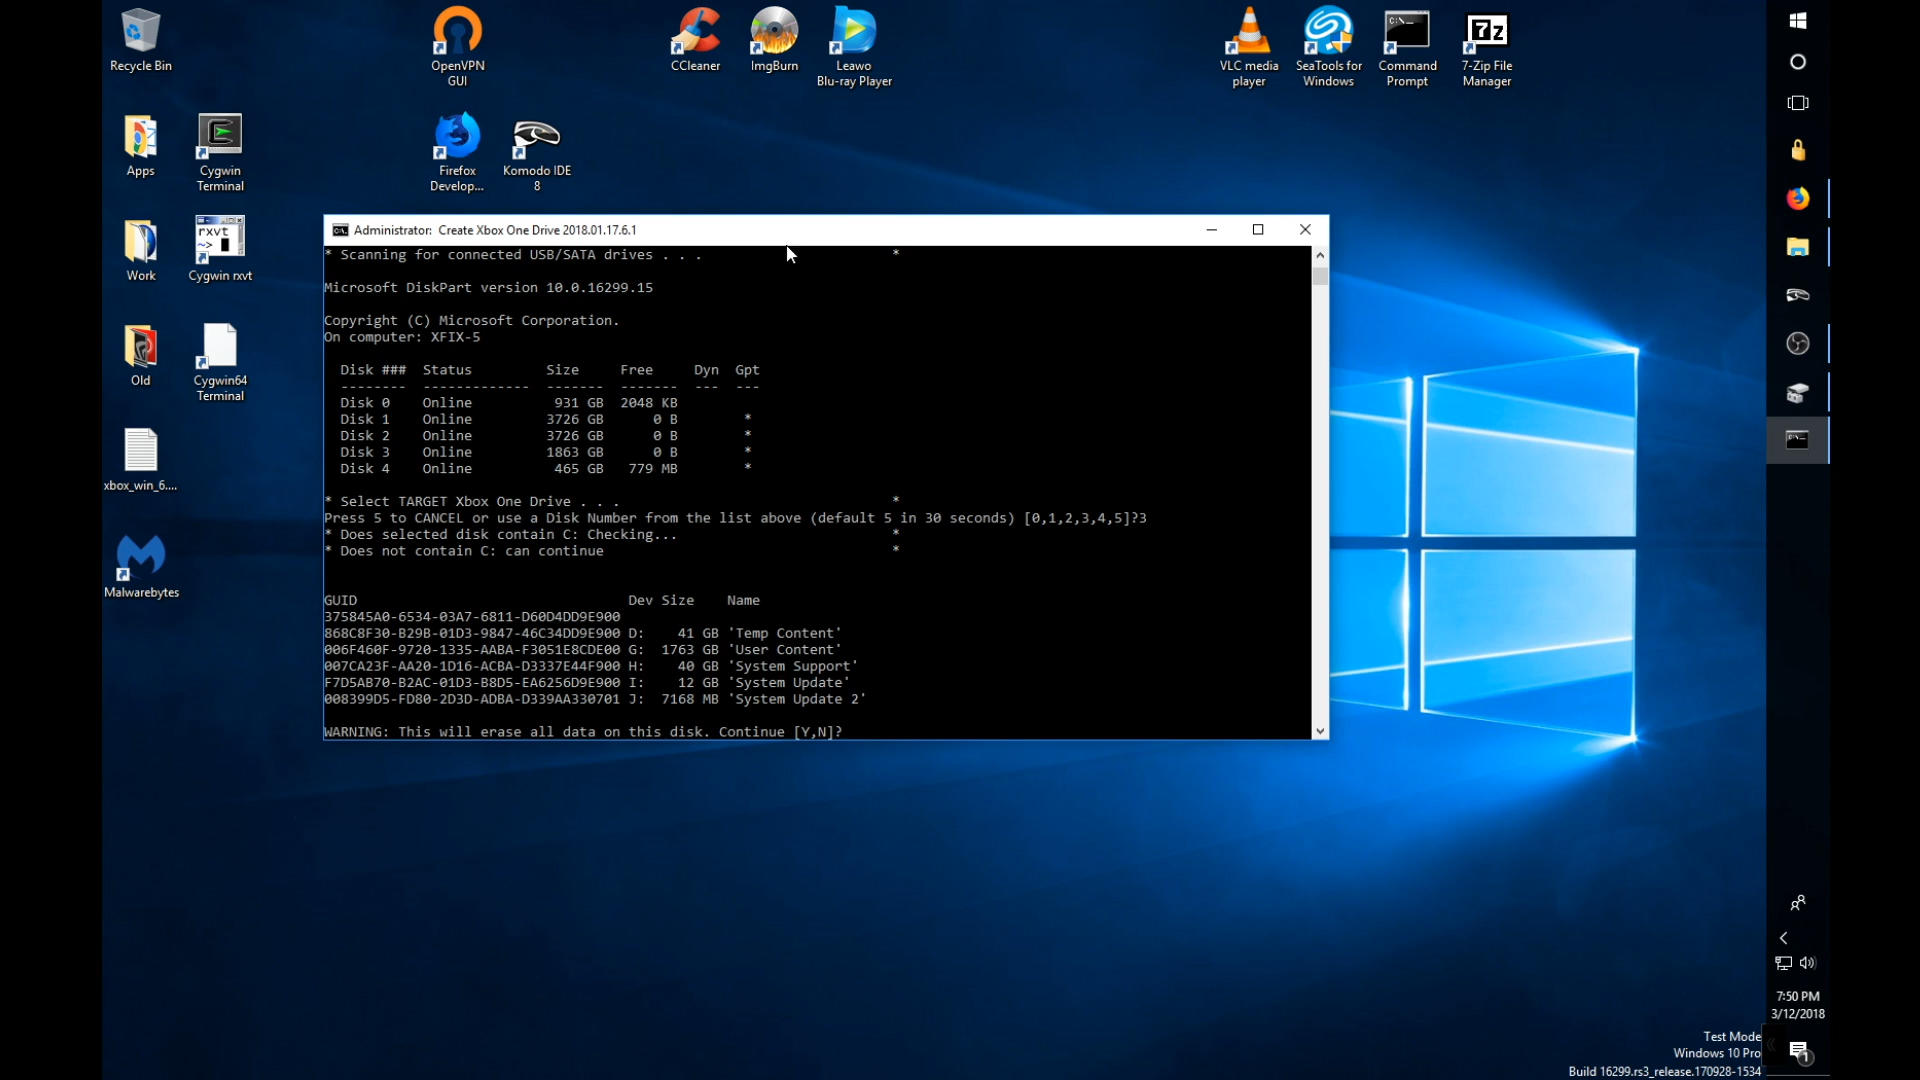 Recycle Bin
OpenVPN
GUI
CCleaner
ImgBurn
Leawo
Blu-ray Player
VLC media
player
SeaTools for
Windows
Command
Prompt
7-Zip File
Manager
Apps
Cygwin
Terminal
Firefox
Develop...
Komodo IDE
8
Work
Cygwin rxvt
Old
Cygwin64
Terminal
xbox_win_6....
Malwarebytes
Administrator: Create Xbox One Drive 2018.01.17.6.1
* Scanning for connected USB/SATA drives . . . *
Microsoft DiskPart version 10.0.16299.15
Copyright (C) Microsoft Corporation.
On computer: XFIX-5
Disk ### Status Size Free Dyn Gpt
-------- ------------- ------- ------- --- ---
Disk 0 Online 931 GB 2048 KB
Disk 1 Online 3726 GB 0 B *
Disk 2 Online 3726 GB 0 B *
Disk 3 Online 1863 GB 0 B *
Disk 4 Online 465 GB 779 MB *
* Select TARGET Xbox One Drive . . . *
Press 5 to CANCEL or use a Disk Number from the list above (default 5 in 30 seconds) [0,1,2,3,4,5]?3
* Does selected disk contain C: Checking... *
* Does not contain C: can continue *
GUID Dev Size Name
375845A0-6534-03A7-6811-D60D4DD9E900
868C8F30-B29B-01D3-9847-46C34DD9E900 D: 41 GB 'Temp Content'
006F460F-9720-1335-AABA-F3051E8CDE00 G: 1763 GB 'User Content'
007CA23F-AA20-1D16-ACBA-D3337E44F900 H: 40 GB 'System Support'
F7D5AB70-B2AC-01D3-B8D5-EA6256D9E900 I: 12 GB 'System Update'
008399D5-FD80-2D3D-ADBA-D339AA330701 J: 7168 MB 'System Update 2'
WARNING: This will erase all data on this disk. Continue [Y,N]?
7:50 PM
3/12/2018
Test Mode
Windows 10 Pro
Build 16299.rs3_release.170928-1534
1